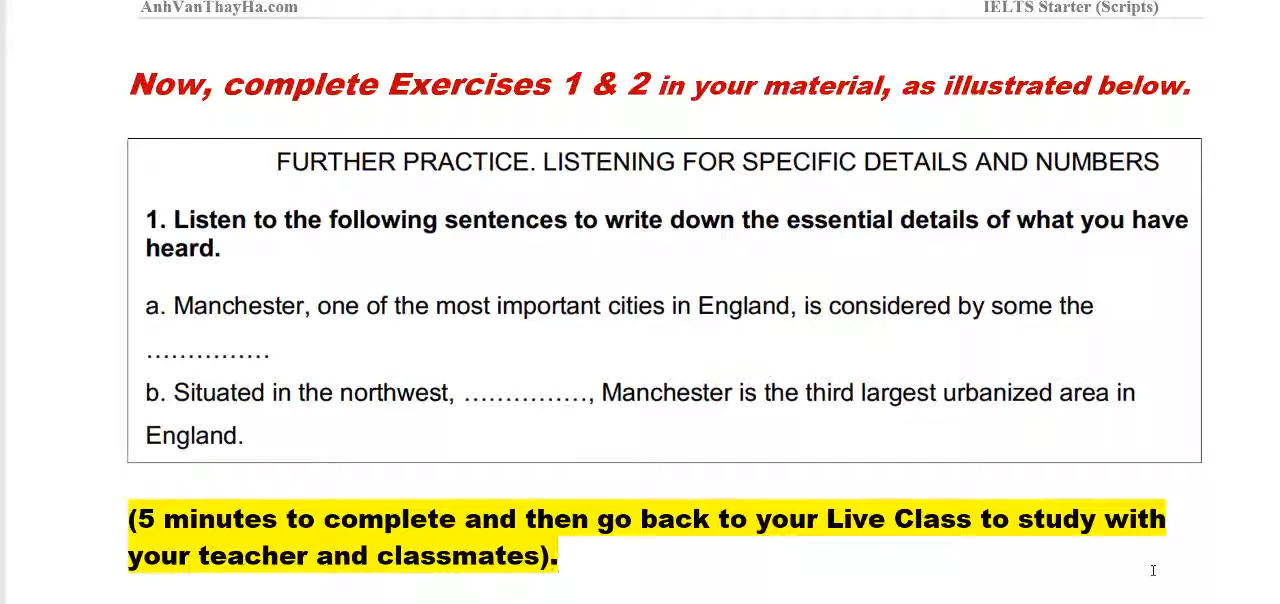 AnhVanThayHa.com IELTS Starter (Scripts)
Now, complete Exercises 1 & 2 in your material, as illustrated below.
FURTHER PRACTICE. LISTENING FOR SPECIFIC DETAILS AND NUMBERS
1. Listen to the following sentences to write down the essential details of what you have
heard.
a. Manchester, one of the most important cities in England, is considered by some the
……………
b. Situated in the northwest, ……………, Manchester is the third largest urbanized area in
England.
(5 minutes to complete and then go back to your Live Class to study with
your teacher and classmates).